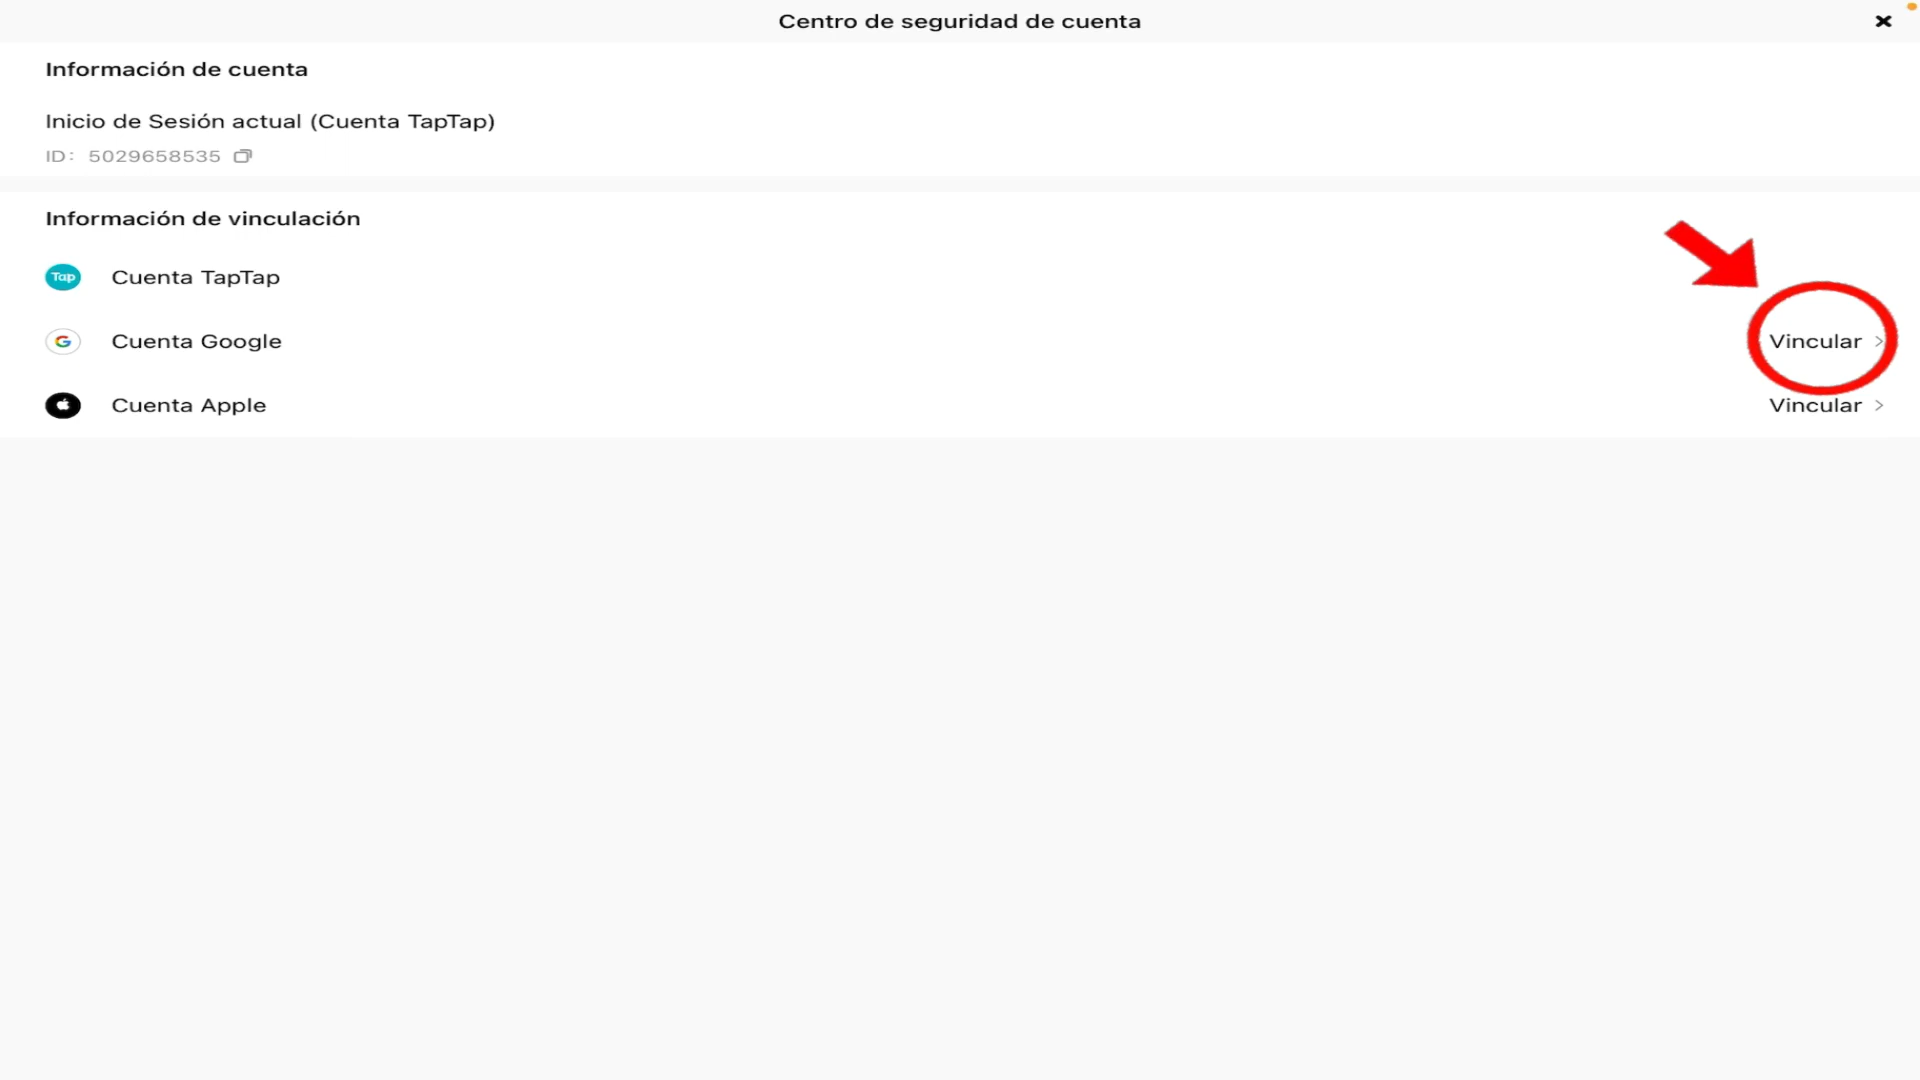 Centro de seguridad de cuenta
Información de cuenta
Inicio de Sesión actual (Cuenta TapTap)
ID: 5029658535
Información de vinculación
Tap Cuenta TapTap
G Cuenta Google Vincular >
Cuenta Apple Vincular >